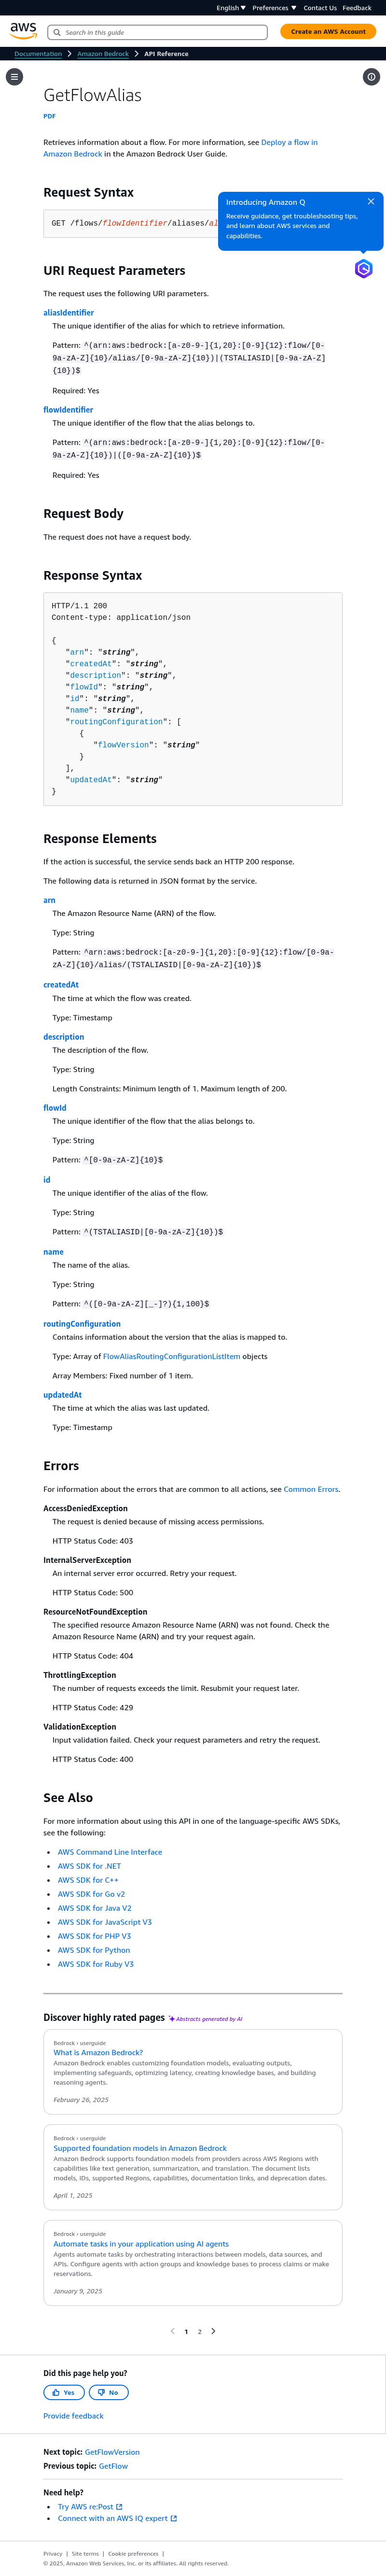 English
Preferences
Contact Us
Feedback
aws
Search in this guide
Create an AWS Account
Documentation
Amazon Bedrock
API Reference
GetFlowAlias
PDF
Retrieves information about a flow. For more information, see Deploy a flow in
Amazon Bedrock in the Amazon Bedrock User Guide.
Request Syntax
GET /flows/flowIdentifier/aliases/al
Introducing Amazon Q
Receive guidance, get troubleshooting tips,
and learn about AWS services and
capabilities.
URI Request Parameters
The request uses the following URI parameters.
aliasIdentifier
The unique identifier of the alias for which to retrieve information.
Pattern: ^(arn:aws:bedrock:[a-z0-9-]{1,20}:[0-9]{12}:flow/[0-
9a-zA-Z]{10}/alias/[0-9a-zA-Z]{10})|(TSTALIASID|[0-9a-zA-Z]
{10})$
Required: Yes
flowIdentifier
The unique identifier of the flow that the alias belongs to.
Pattern: ^(arn:aws:bedrock:[a-z0-9-]{1,20}:[0-9]{12}:flow/[0-
9a-zA-Z]{10})|([0-9a-zA-Z]{10})$
Required: Yes
Request Body
The request does not have a request body.
Response Syntax
HTTP/1.1 200
Content-type: application/json
{
"arn": "string",
"createdAt": "string",
"description": "string",
"flowId": "string",
"id": "string",
"name": "string",
"routingConfiguration": [
{
"flowVersion": "string"
}
],
"updatedAt": "string"
}
Response Elements
If the action is successful, the service sends back an HTTP 200 response.
The following data is returned in JSON format by the service.
arn
The Amazon Resource Name (ARN) of the flow.
Type: String
Pattern: ^arn:aws:bedrock:[a-z0-9-]{1,20}:[0-9]{12}:flow/[0-9a-
zA-Z]{10}/alias/(TSTALIASID|[0-9a-zA-Z]{10})$
createdAt
The time at which the flow was created.
Type: Timestamp
description
The description of the flow.
Type: String
Length Constraints: Minimum length of 1. Maximum length of 200.
flowId
The unique identifier of the flow that the alias belongs to.
Type: String
Pattern: ^[0-9a-zA-Z]{10}$
id
The unique identifier of the alias of the flow.
Type: String
Pattern: ^(TSTALIASID|[0-9a-zA-Z]{10})$
name
The name of the alias.
Type: String
Pattern: ^([0-9a-zA-Z][_-]?){1,100}$
routingConfiguration
Contains information about the version that the alias is mapped to.
Type: Array of FlowAliasRoutingConfigurationListItem objects
Array Members: Fixed number of 1 item.
updatedAt
The time at which the alias was last updated.
Type: Timestamp
Errors
For information about the errors that are common to all actions, see Common Errors.
AccessDeniedException
The request is denied because of missing access permissions.
HTTP Status Code: 403
InternalServerException
An internal server error occurred. Retry your request.
HTTP Status Code: 500
ResourceNotFoundException
The specified resource Amazon Resource Name (ARN) was not found. Check the
Amazon Resource Name (ARN) and try your request again.
HTTP Status Code: 404
ThrottlingException
The number of requests exceeds the limit. Resubmit your request later.
HTTP Status Code: 429
ValidationException
Input validation failed. Check your request parameters and retry the request.
HTTP Status Code: 400
See Also
For more information about using this API in one of the language-specific AWS SDKs,
see the following:
• AWS Command Line Interface
• AWS SDK for .NET
• AWS SDK for C++
• AWS SDK for Go v2
• AWS SDK for Java V2
• AWS SDK for JavaScript V3
• AWS SDK for PHP V3
• AWS SDK for Python
• AWS SDK for Ruby V3
Discover highly rated pages Abstracts generated by AI
Bedrock › userguide
What is Amazon Bedrock?
Amazon Bedrock enables customizing foundation models, evaluating outputs,
implementing safeguards, optimizing latency, creating knowledge bases, and building
reasoning agents.
February 26, 2025
Bedrock › userguide
Supported foundation models in Amazon Bedrock
Amazon Bedrock supports foundation models from providers across AWS Regions with
capabilities like text generation, summarization, and translation. The document lists
models, IDs, supported Regions, capabilities, documentation links, and deprecation dates.
April 1, 2025
Bedrock › userguide
Automate tasks in your application using AI agents
Agents automate tasks by orchestrating interactions between models, data sources, and
APIs. Configure agents with action groups and knowledge bases to process claims or make
reservations.
January 9, 2025
1
2
Did this page help you?
Yes
No
Provide feedback
Next topic: GetFlowVersion
Previous topic: GetFlow
Need help?
• Try AWS re:Post
• Connect with an AWS IQ expert
Privacy | Site terms | Cookie preferences |
© 2025, Amazon Web Services, Inc. or its affiliates. All rights reserved.